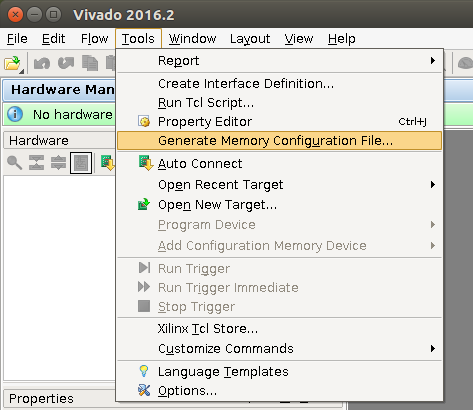 Vivado 2016.2
File Edit Flow Tools Window Layout View Help
Report
Hardware Man
Create Interface Definition...
Run Tcl Script...
No hardware
Property Editor Ctrl+J
Hardware
Generate Memory Configuration File...
Auto Connect
Open Recent Target
Open New Target...
Program Device
Add Configuration Memory Device
Run Trigger
Run Trigger Immediate
Stop Trigger
Xilinx Tcl Store...
Customize Commands
Language Templates
Properties
Options...